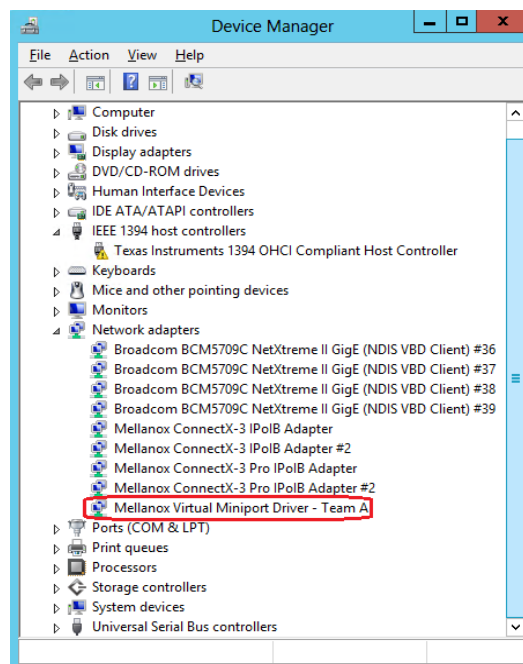 Device Manager
File Action View Help
Computer
Disk drives
Display adapters
DVD/CD-ROM drives
Human Interface Devices
IDE ATA/ATAPI controllers
IEEE 1394 host controllers
Texas Instruments 1394 OHCI Compliant Host Controller
Keyboards
Mice and other pointing devices
Monitors
Network adapters
Broadcom BCM5709C NetXtreme II GigE (NDIS VBD Client) #36
Broadcom BCM5709C NetXtreme II GigE (NDIS VBD Client) #37
Broadcom BCM5709C NetXtreme II GigE (NDIS VBD Client) #38
Broadcom BCM5709C NetXtreme II GigE (NDIS VBD Client) #39
Mellanox ConnectX-3 IPoIB Adapter
Mellanox ConnectX-3 IPoIB Adapter #2
Mellanox ConnectX-3 Pro IPoIB Adapter
Mellanox ConnectX-3 Pro IPoIB Adapter #2
Mellanox Virtual Miniport Driver - Team A
Ports (COM & LPT)
Print queues
Processors
Storage controllers
System devices
Universal Serial Bus controllers